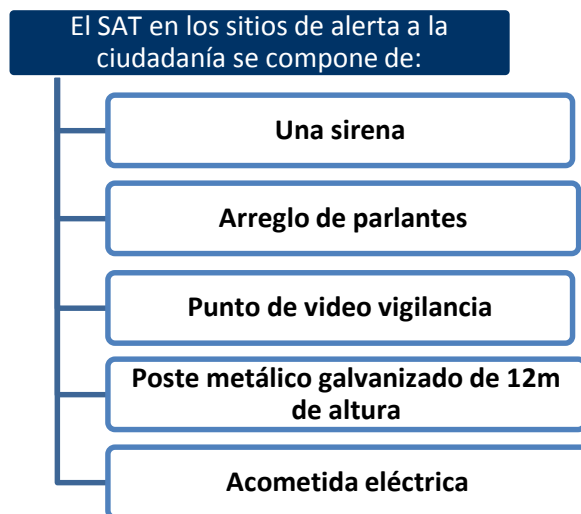 El SAT en los sitios de alerta a la
ciudadanía se compone de:
Una sirena
Arreglo de parlantes
Punto de video vigilancia
Poste metálico galvanizado de 12m
de altura
Acometida eléctrica